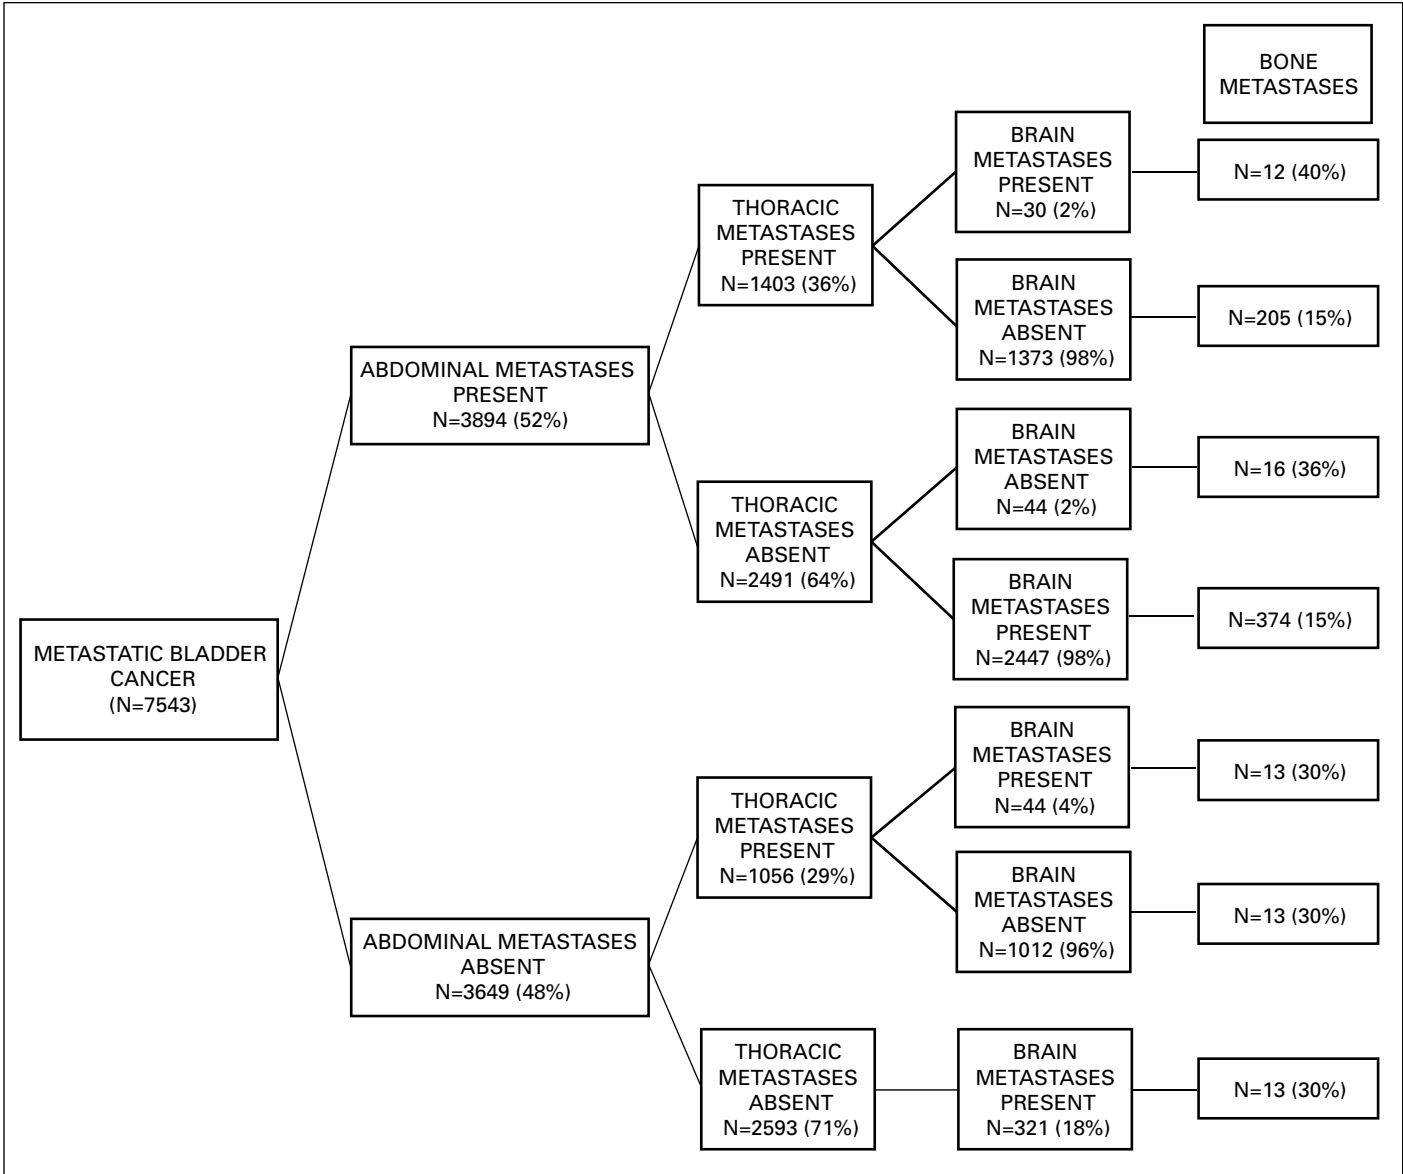 BONE
METASTASES
METASTATIC BLADDER
CANCER
(N=7543)
ABDOMINAL METASTASES
PRESENT
N=3894 (52%)
THORACIC
METASTASES
PRESENT
N=1403 (36%)
BRAIN
METASTASES
PRESENT
N=30 (2%)
N=12 (40%)
BRAIN
METASTASES
ABSENT
N=1373 (98%)
N=205 (15%)
THORACIC
METASTASES
ABSENT
N=2491 (64%)
BRAIN
METASTASES
ABSENT
N=44 (2%)
N=16 (36%)
BRAIN
METASTASES
PRESENT
N=2447 (98%)
N=374 (15%)
ABDOMINAL METASTASES
ABSENT
N=3649 (48%)
THORACIC
METASTASES
PRESENT
N=1056 (29%)
BRAIN
METASTASES
PRESENT
N=44 (4%)
N=13 (30%)
BRAIN
METASTASES
ABSENT
N=1012 (96%)
N=13 (30%)
THORACIC
METASTASES
ABSENT
N=2593 (71%)
BRAIN
METASTASES
PRESENT
N=321 (18%)
N=13 (30%)